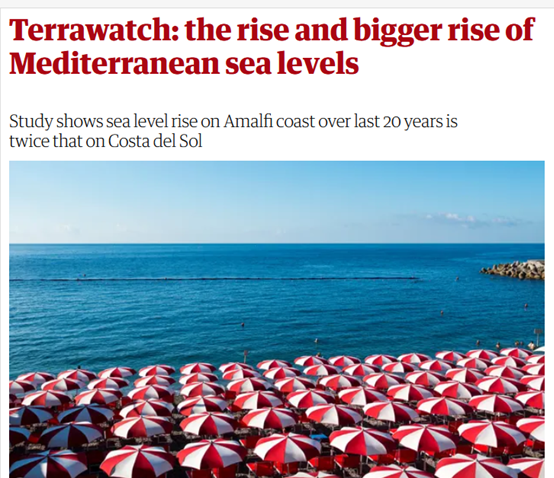 Terrawatch: the rise and bigger rise of
Mediterranean sea levels
Study shows sea level rise on Amalfi coast over last 20 years is
twice that on Costa del Sol